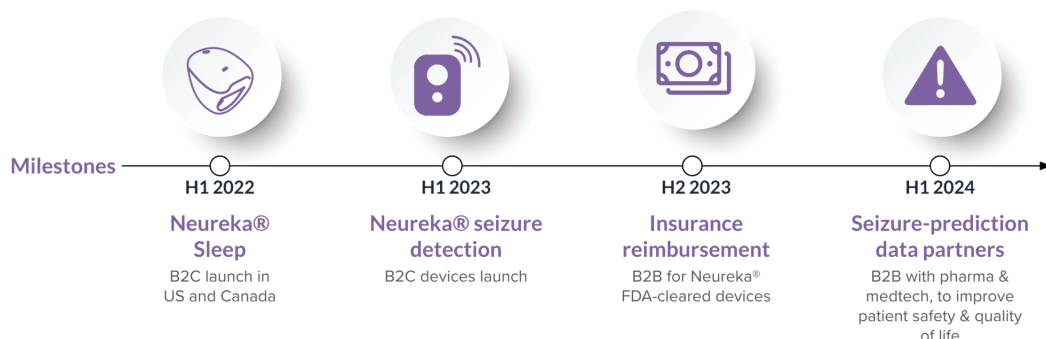 Milestones
H1 2022
H1 2023
H2 2023
H1 2024
Neureka®
Sleep
B2C launch in
US and Canada
Neureka® seizure
detection
B2C devices launch
Insurance
reimbursement
B2B for Neureka®
FDA-cleared devices
Seizure-prediction
data partners
B2B with pharma &
medtech, to improve
patient safety & quality
of life